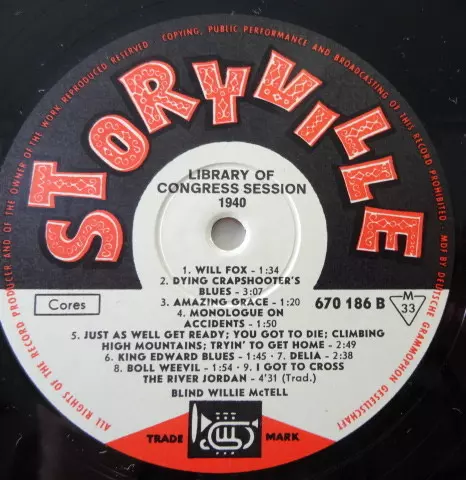 ALL RIGHTS OF THE RECORD PRODUCER AND OF THE OWNER OF THE WORK REPRODUCED RESERVED · COPYING, PUBLIC PERFORMANCE AND BROADCASTING OF THIS RECORD PROHIBITED · MDT BY DEUTSCHE GRAMMOPHON GESELLSCHAFT
STORYVILLE
LIBRARY OF
CONGRESS SESSION
1940
1. WILL FOX - 1:34
2. DYING CRAPSHOOTER'S
BLUES - 3:07
3. AMAZING GRACE - 1:20
4. MONOLOGUE ON
ACCIDENTS - 1:50
Cores
670 186 B
M
33
5. JUST AS WELL GET READY; YOU GOT TO DIE; CLIMBING
HIGH MOUNTAINS; TRYIN' TO GET HOME - 2:49
6. KING EDWARD BLUES - 1:45 · 7. DELIA - 2:38
8. BOLL WEEVIL - 1:54 · 9. I GOT TO CROSS
THE RIVER JORDAN - 4'31 (Trad.)
BLIND WILLIE McTELL
TRADE MARK